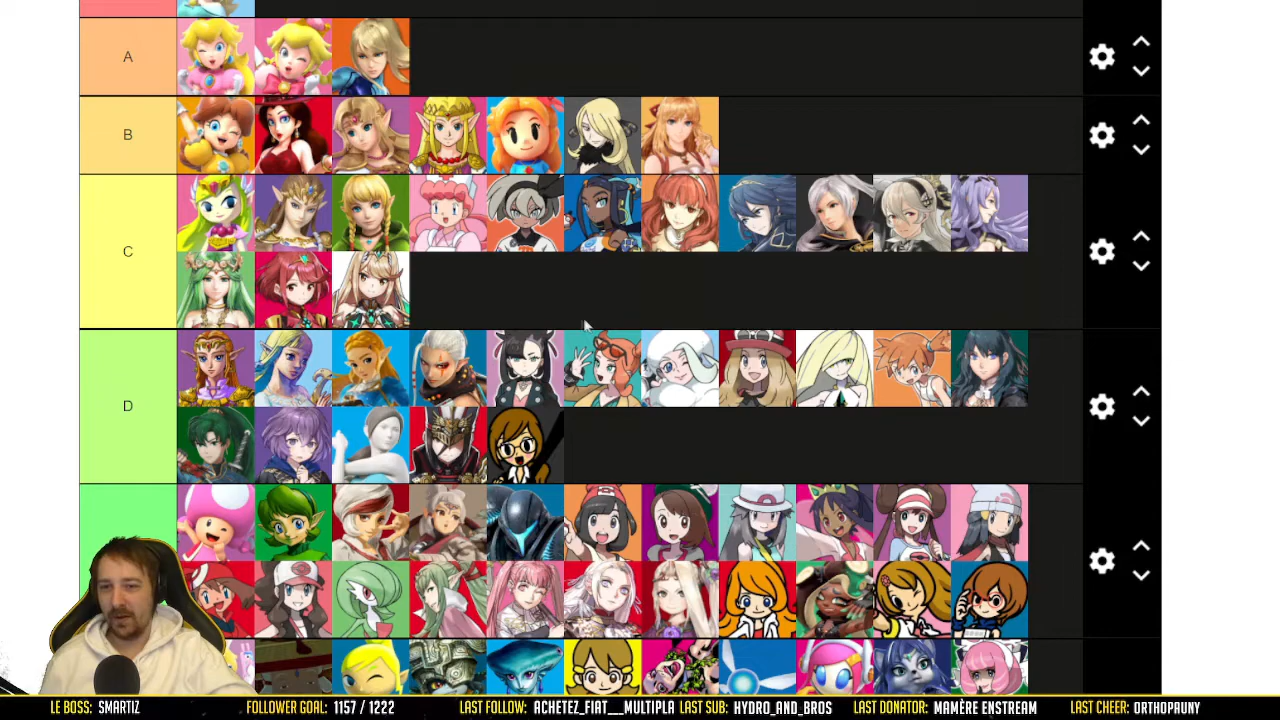 A
B
C
D
LE BOSS: SMARTIZ FOLLOWER GOAL: 1157 / 1222 LAST FOLLOW: ACHETEZ_FIAT__MULTIPLA LAST SUB: HYDRO_AND_BROS LAST DONATOR: MAMÈRE ENSTREAM LAST CHEER: ORTHOPAUNY